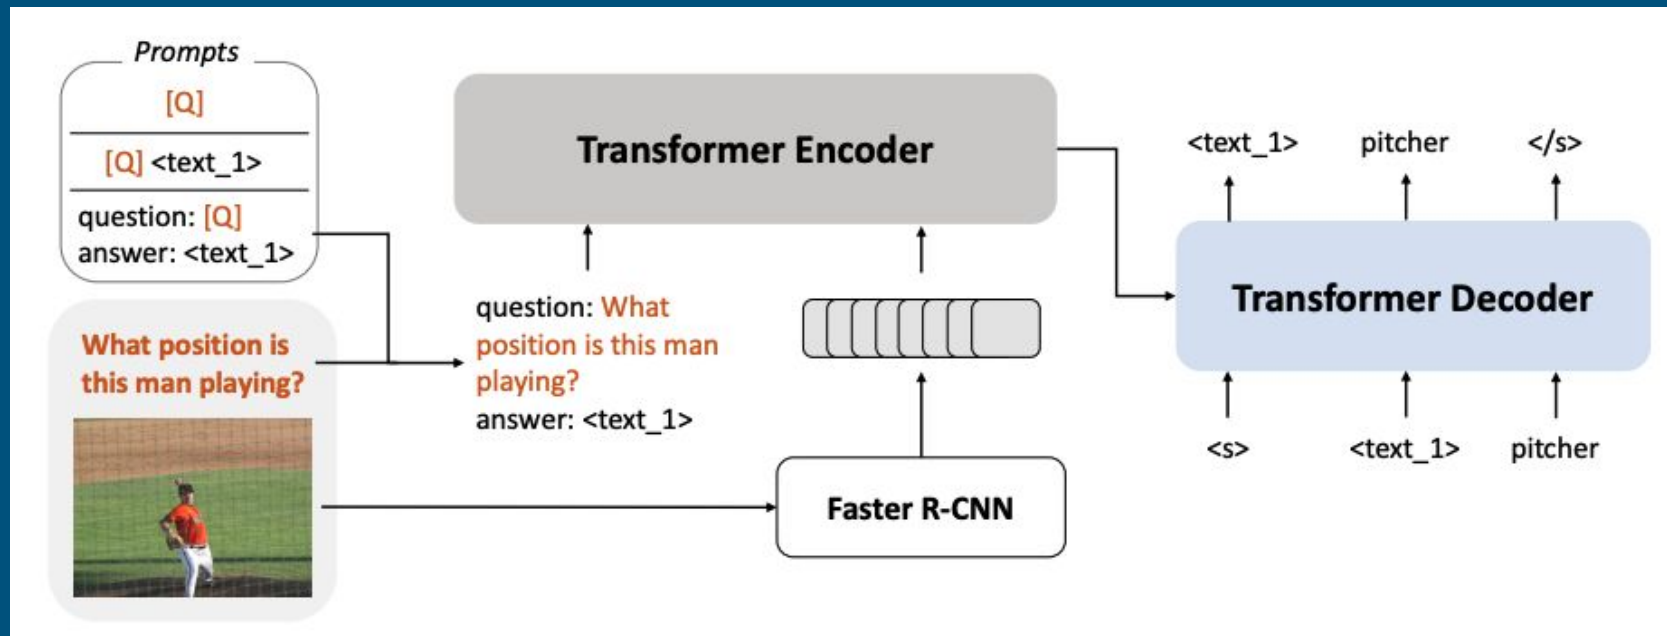 Prompts
[Q]
[Q] <text_1>
question: [Q]
answer: <text_1>
What position is
this man playing?
question: What
position is this man
playing?
answer: <text_1>
Transformer Encoder
Faster R-CNN
<text_1> pitcher </s>
Transformer Decoder
<s> <text_1> pitcher